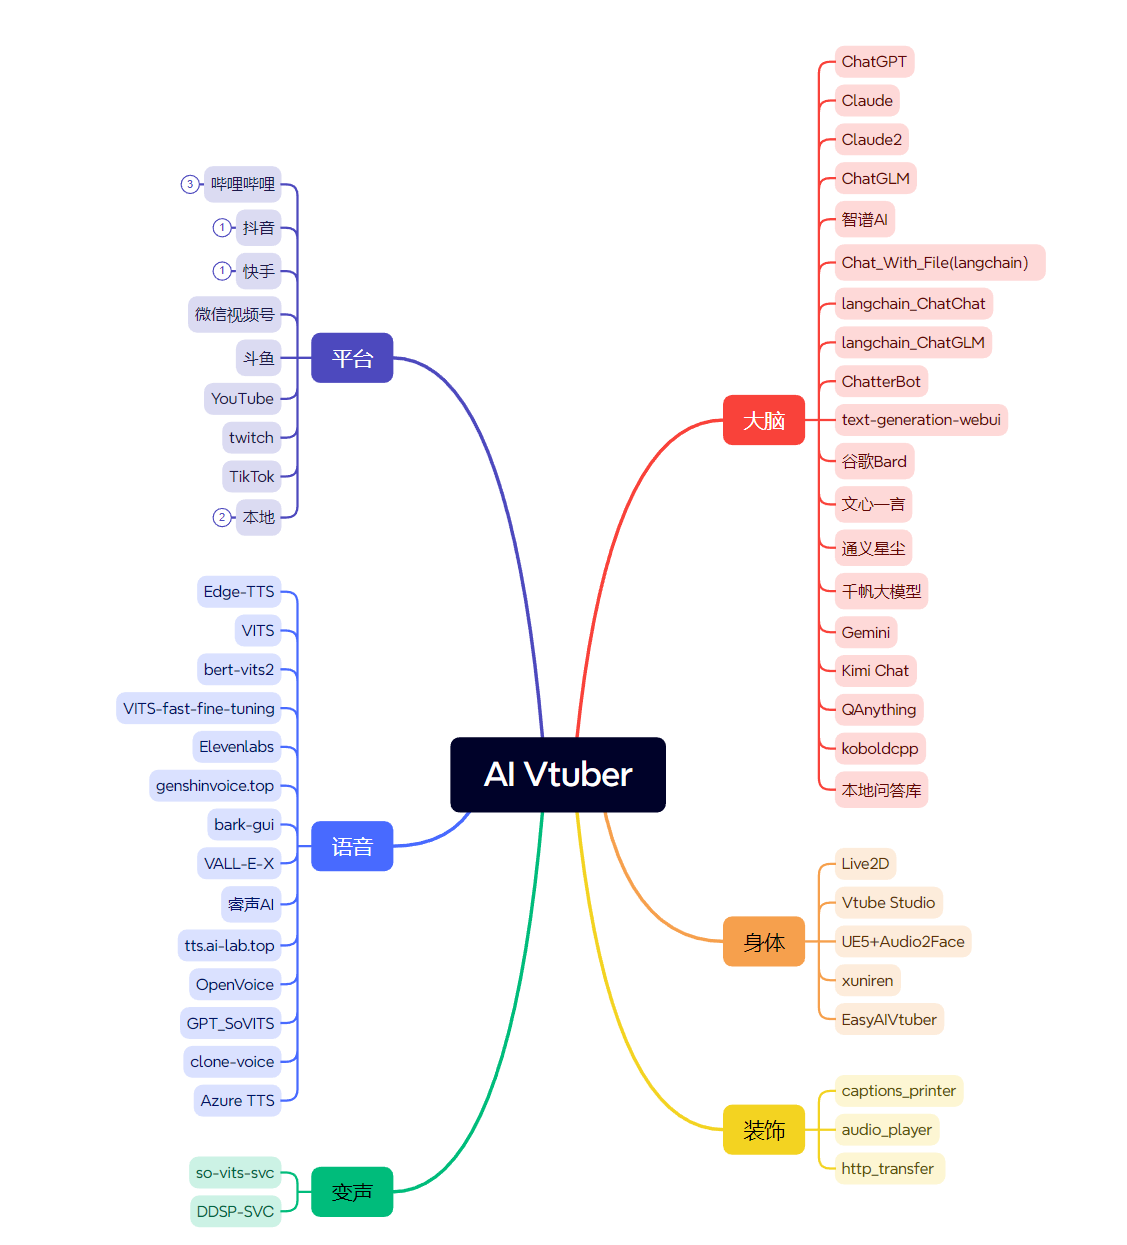 AI Vtuber
大脑
ChatGPT
Claude
Claude2
ChatGLM
智谱AI
Chat_With_File(langchain）
langchain_ChatChat
langchain_ChatGLM
ChatterBot
text-generation-webui
谷歌Bard
文心一言
通义星尘
千帆大模型
Gemini
Kimi Chat
QAnything
koboldcpp
本地问答库
身体
Live2D
Vtube Studio
UE5+Audio2Face
xuniren
EasyAIVtuber
装饰
captions_printer
audio_player
http_transfer
平台
哔哩哔哩
3
抖音
1
快手
1
微信视频号
斗鱼
YouTube
twitch
TikTok
本地
2
语音
Edge-TTS
VITS
bert-vits2
VITS-fast-fine-tuning
Elevenlabs
genshinvoice.top
bark-gui
VALL-E-X
睿声AI
tts.ai-lab.top
OpenVoice
GPT_SoVITS
clone-voice
Azure TTS
变声
so-vits-svc
DDSP-SVC